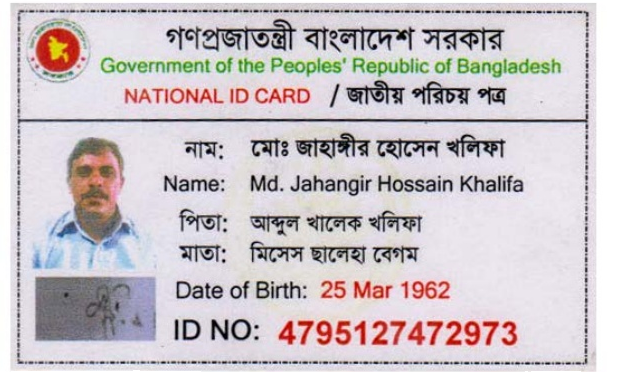 গণপ্রজাতন্ত্রী বাংলাদেশ সরকার
Government of the Peoples' Republic of Bangladesh
NATIONAL ID CARD / জাতীয় পরিচয় পত্র
নাম: মোঃ জাহাঙ্গীর হোসেন খলিফা
Name: Md. Jahangir Hossain Khalifa
পিতা: আব্দুল খালেক খলিফা
মাতা: মিসেস ছালেহা বেগম
Date of Birth: 25 Mar 1962
ID NO: 4795127472973